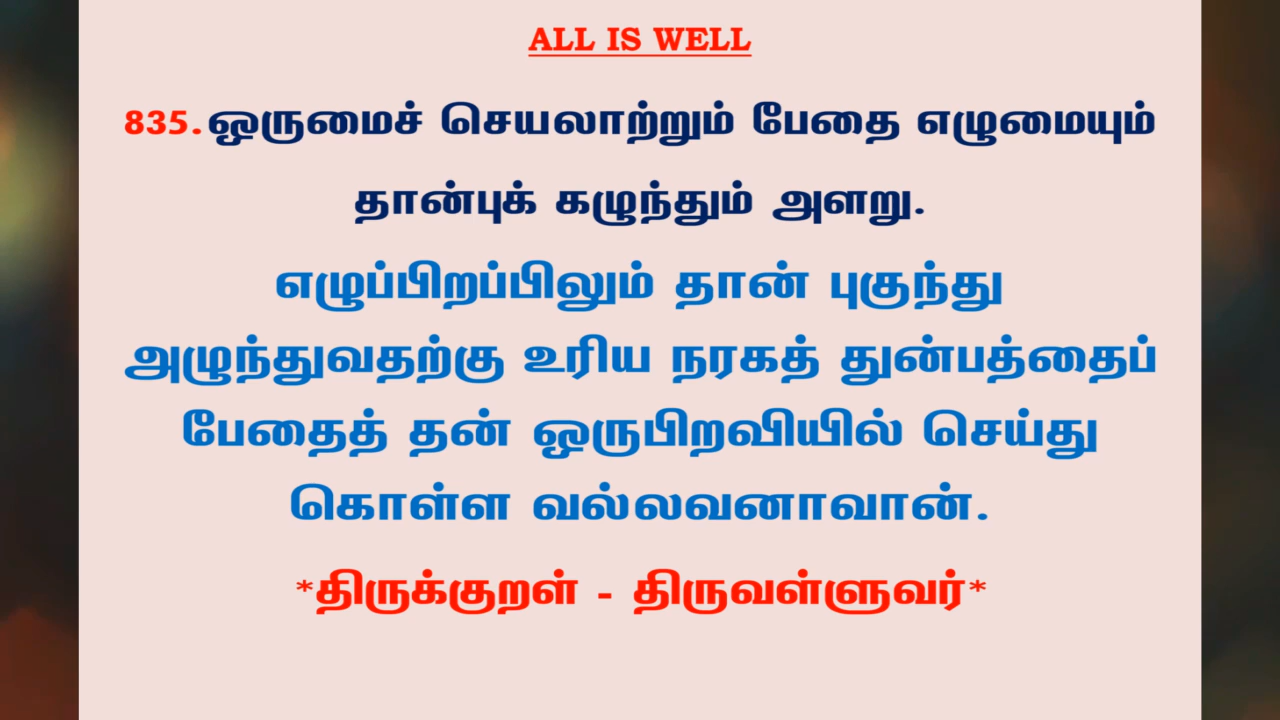 ALL IS WELL
835. ஒருமைச் செயலாற்றும் பேதை எழுமையும்
தான்புக் கழுந்தும் அளறு.
எழுப்பிறப்பிலும் தான் புகுந்து
அழுந்துவதற்கு உரிய நரகத் துன்பத்தைப்
பேதைத் தன் ஒருபிறவியில் செய்து
கொள்ள வல்லவனாவான்.
*திருக்குறள் - திருவள்ளுவர்*